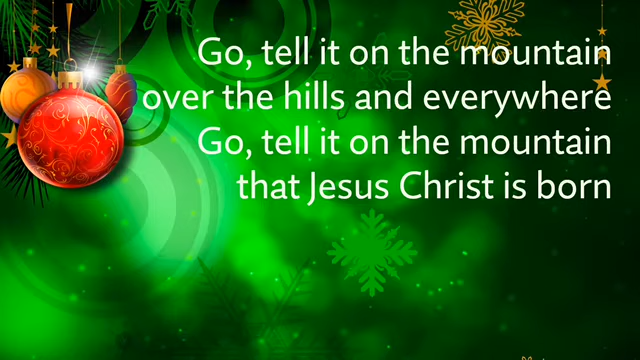 Go, tell it on the mountain
over the hills and everywhere
Go, tell it on the mountain
that Jesus Christ is born